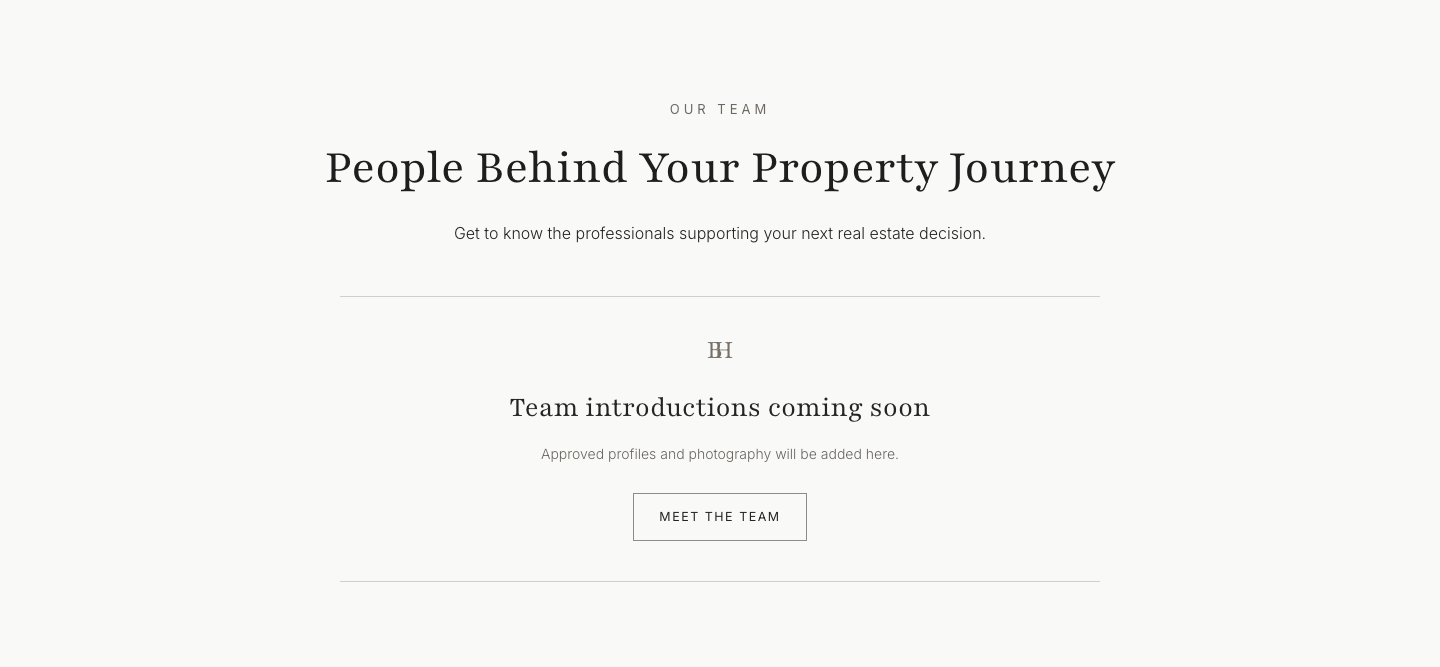 OUR TEAM
People Behind Your Property Journey
Get to know the professionals supporting your next real estate decision.
BH
Team introductions coming soon
Approved profiles and photography will be added here.
MEET THE TEAM